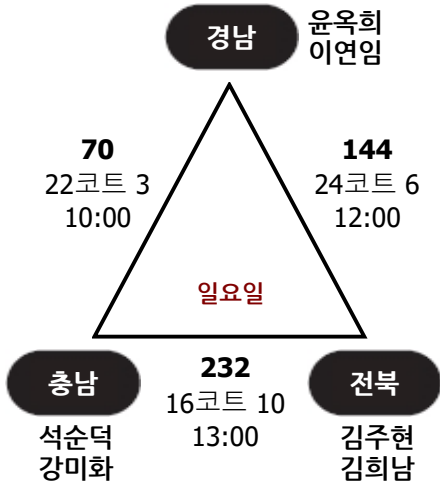 경남
윤옥희
이연임
70
22코트 3
10:00
144
24코트 6
12:00
일요일
충남
석순덕
강미화
232
16코트 10
13:00
전북
김주현
김희남